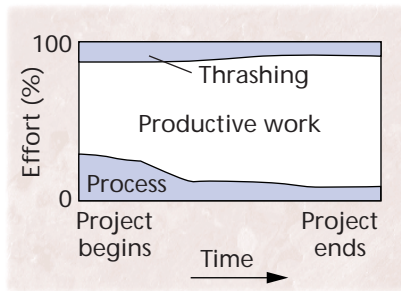 100
Thrashing
Effort (%)
Productive work
Process
0
Project begins
Project ends
Time